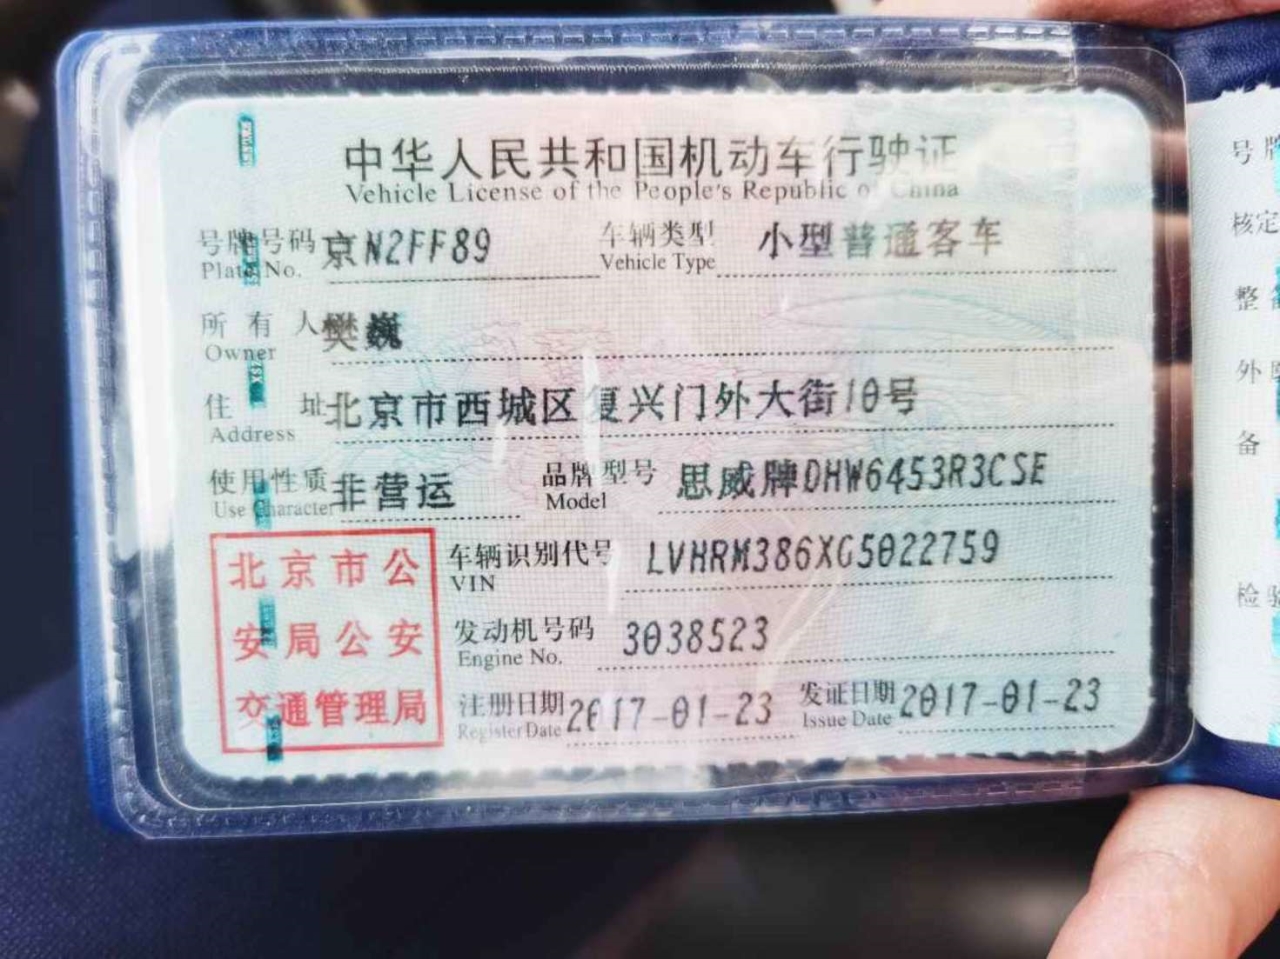 中华人民共和国机动车行驶证
Vehicle License of the People's Republic of China
号牌号码 京N2FF89 车辆类型 小型普通客车
Plate No. Vehicle Type
所有人 樊巍
Owner
住址 北京市西城区复兴门外大街10号
Address
使用性质 非营运 品牌型号 思威牌DHW6453R3CSE
Use Character Model
北京市公
安局公安
交通管理局
车辆识别代号 LVHRM386XG5022759
VIN
发动机号码 3038523
Engine No.
注册日期 2017-01-23 发证日期 2017-01-23
Register Date Issue Date
号牌
核定
整备
外廓
备
检验